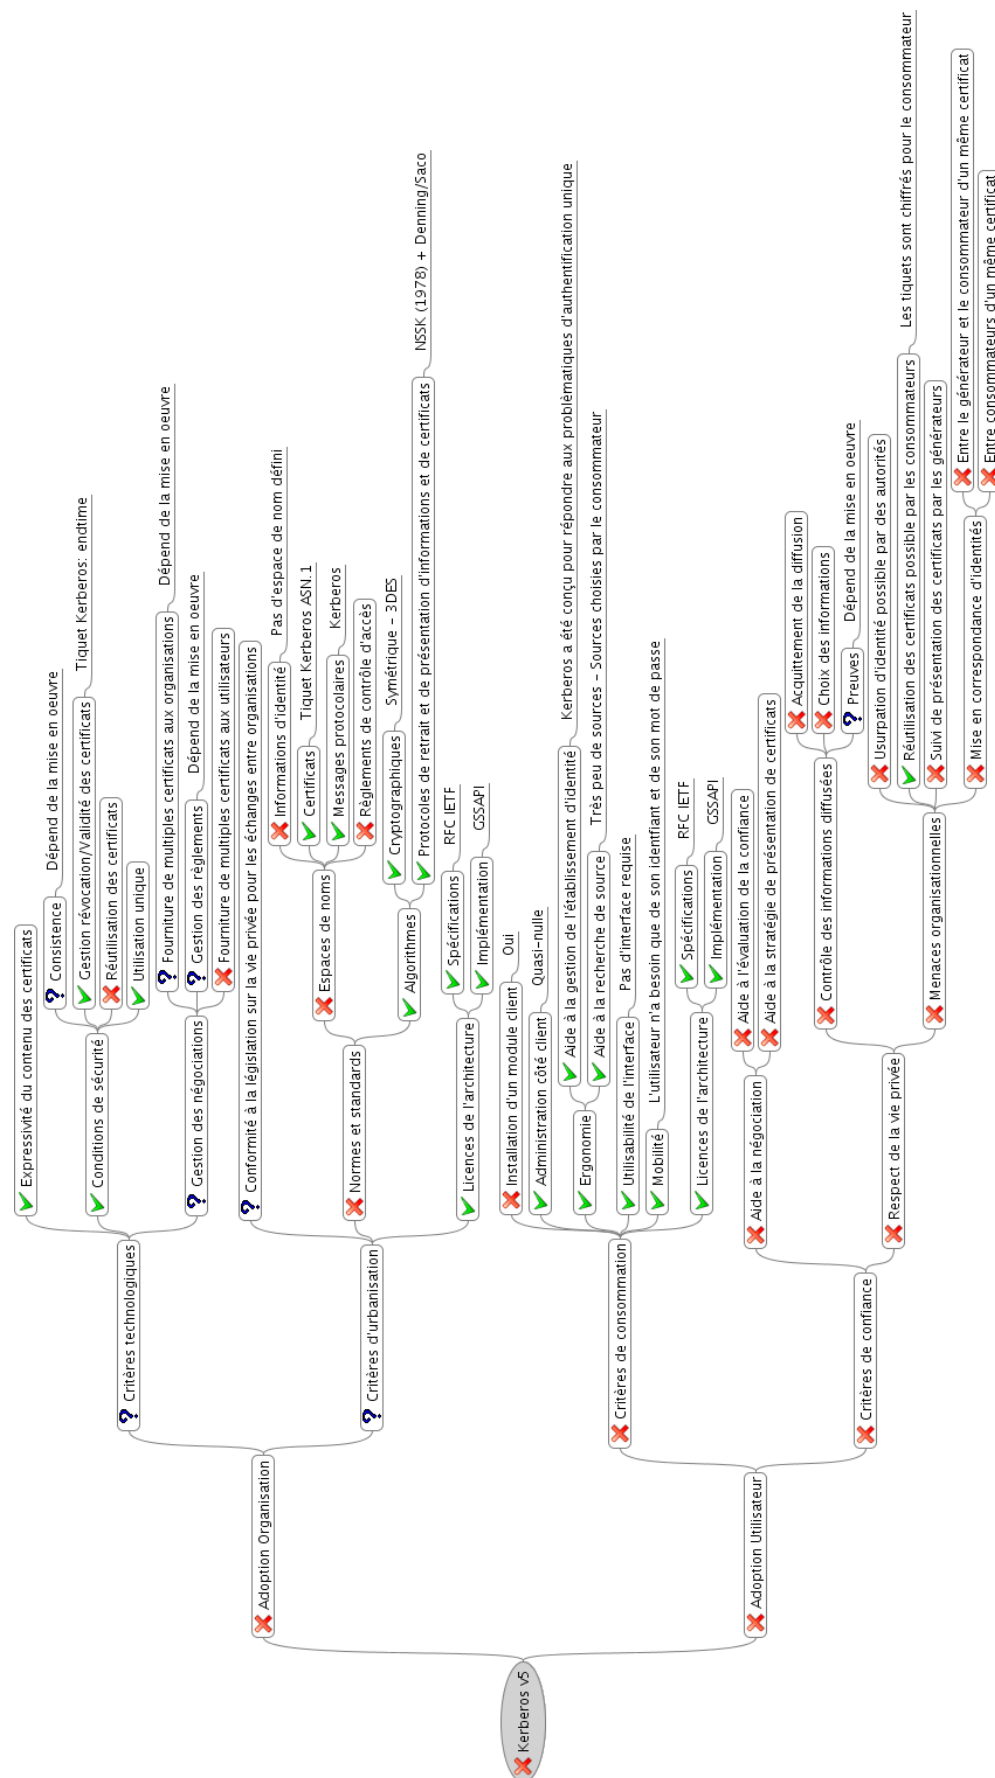 Kerberos v5
Adoption Organisation
Critères technologiques
Expressivité du contenu des certificats
Conditions de sécurité
Consistence
Dépend de la mise en oeuvre
Gestion révocation/Validité des certificats
Tiquet Kerberos: endtime
Réutilisation des certificats
Utilisation unique
Gestion des négociations
Fourniture de multiples certificats aux organisations
Dépend de la mise en oeuvre
Gestion des règlements
Dépend de la mise en oeuvre
Fourniture de multiples certificats aux utilisateurs
Critères d'urbanisation
Conformité à la législation sur la vie privée pour les échanges entre organisations
Normes et standards
Espaces de noms
Informations d'identité
Pas d'espace de nom défini
Certificats
Tiquet Kerberos ASN.1
Messages protocolaires
Kerberos
Règlements de contrôle d'accès
Algorithmes
Cryptographiques
Symétrique - 3DES
Protocoles de retrait et de présentation d'informations et de certificats
NSSK (1978) + Denning/Saco
Licences de l'architecture
Spécifications
RFC IETF
Implémentation
GSSAPI
Adoption Utilisateur
Critères de consommation
Installation d'un module client
Oui
Administration côté client
Quasi-nulle
Ergonomie
Aide à la gestion de l'établissement d'identité
Kerberos a été conçu pour répondre aux problèmatiques d'authentification unique
Aide à la recherche de source
Très peu de sources - Sources choisies par le consommateur
Utilisabilité de l'interface
Pas d'interface requise
Mobilité
L'utilisateur n'a besoin que de son identfiant et de son mot de passe
Licences de l'architecture
Spécifications
RFC IETF
Implémentation
GSSAPI
Critères de confiance
Aide à la négociation
Aide à l'évaluation de la confiance
Aide à la stratégie de présentation de certificats
Respect de la vie privée
Contrôle des informations diffusées
Acquittement de la diffusion
Choix des informations
Preuves
Dépend de la mise en oeuvre
Menaces organisationnelles
Usurpation d'identité possible par des autorités
Réutilisation des certificats possible par les consommateurs
Les tiquets sont chiffrés pour le consommateur
Suivi de présentation des certificats par les générateurs
Mise en correspondance d'identités
Entre le générateur et le consommateur d'un même certificat
Entre consommateurs d'un même certificat